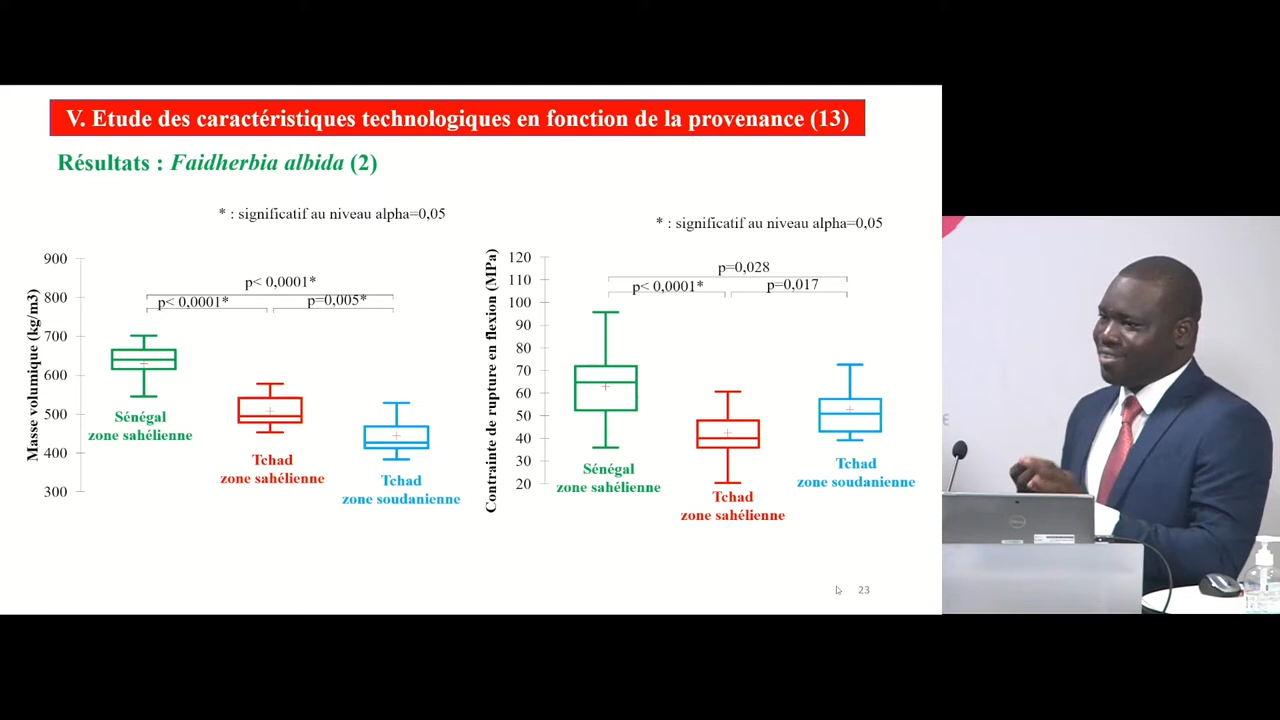 V. Etude des caractéristiques technologiques en fonction de la provenance (13)
Résultats : Faidherbia albida (2)
* : significatif au niveau alpha=0,05
Masse volumique (kg/m3)
900
800
700
600
500
400
300
p< 0,0001*
p< 0,0001*
p=0,005*
Sénégal
zone sahélienne
Tchad
zone sahélienne
Tchad
zone soudanienne
* : significatif au niveau alpha=0,05
Contrainte de rupture en flexion (MPa)
120
110
100
90
80
70
60
50
40
30
20
p=0,028
p< 0,0001*
p=0,017
Sénégal
zone sahélienne
Tchad
zone sahélienne
Tchad
zone soudanienne
23
DELL